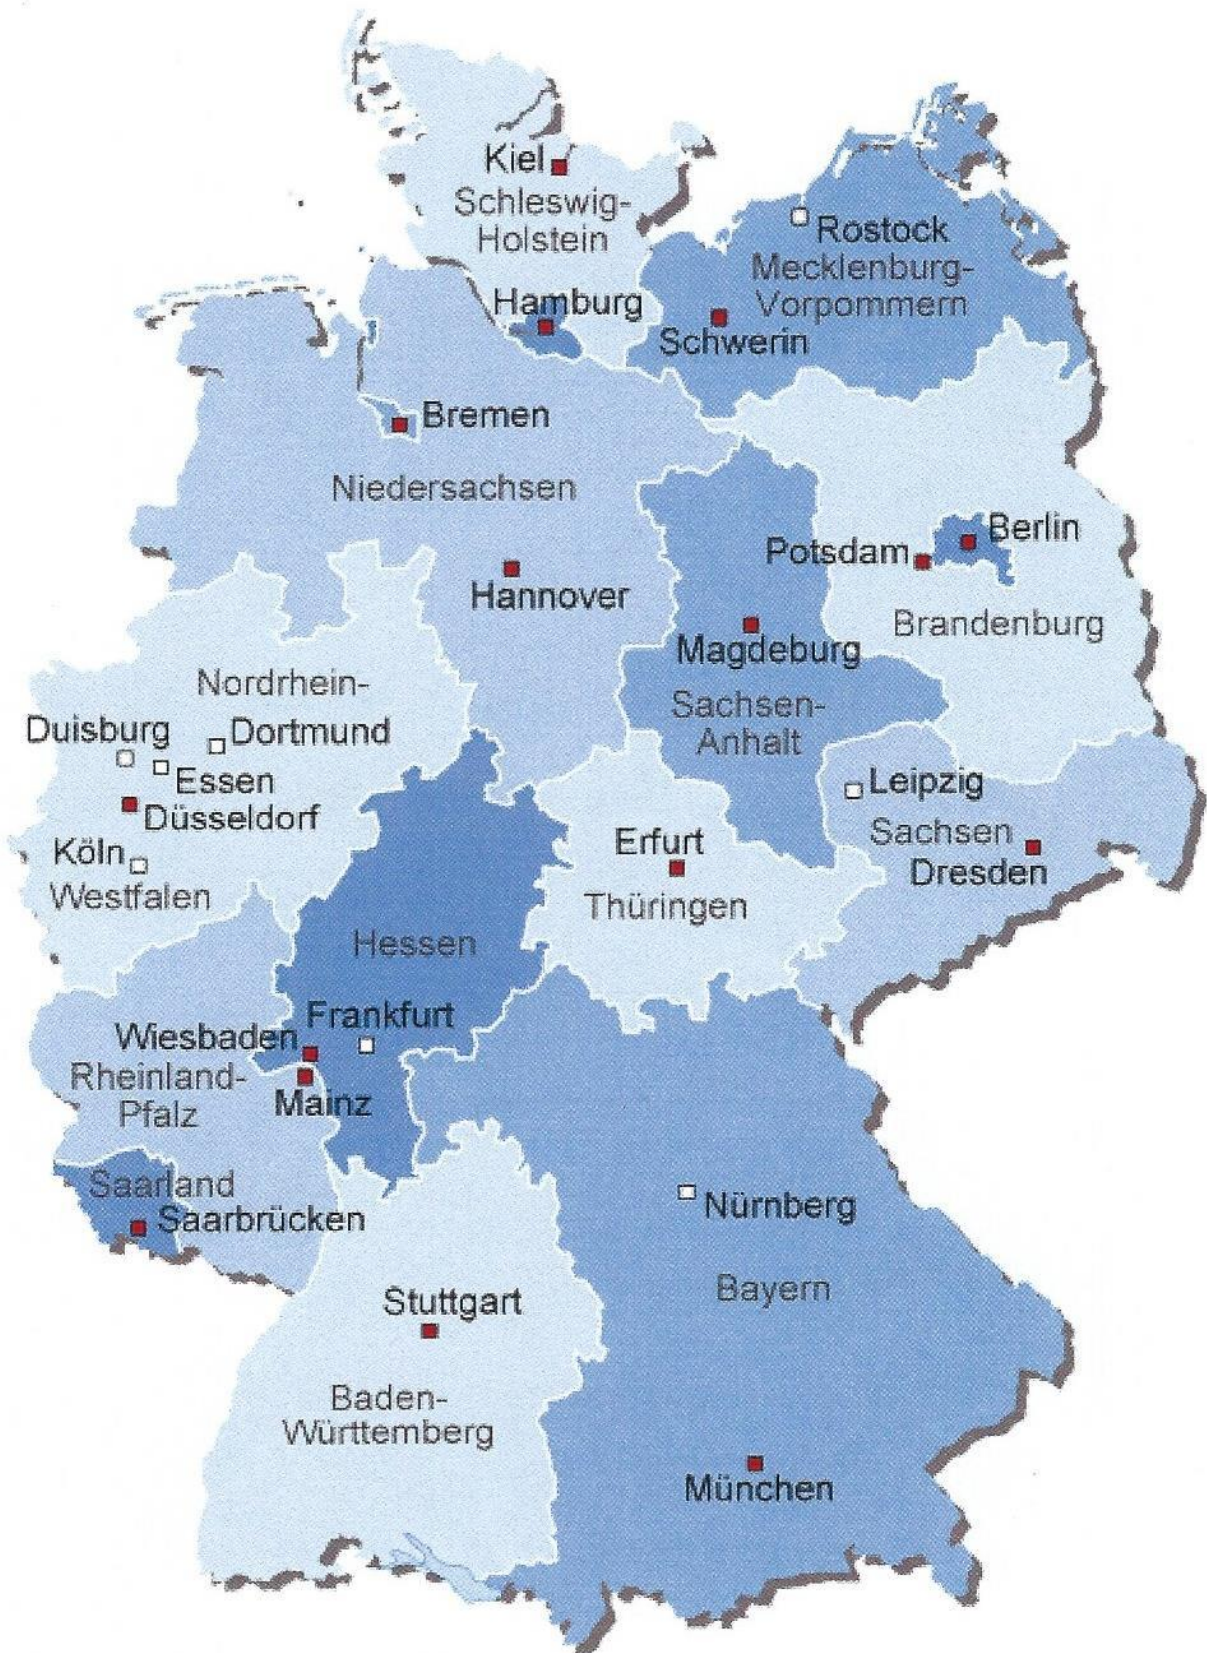 Kiel
Schleswig-
Holstein
Rostock
Mecklenburg-
Vorpommern
Hamburg
Schwerin
Bremen
Niedersachsen
Berlin
Potsdam
Hannover
Brandenburg
Magdeburg
Nordrhein-
Sachsen-
Anhalt
Duisburg
Dortmund
Essen
Düsseldorf
Leipzig
Köln
Westfalen
Erfurt
Sachsen
Dresden
Thüringen
Hessen
Frankfurt
Wiesbaden
Rheinland-
Pfalz
Mainz
Saarland
Saarbrücken
Nürnberg
Bayern
Stuttgart
Baden-
Württemberg
München